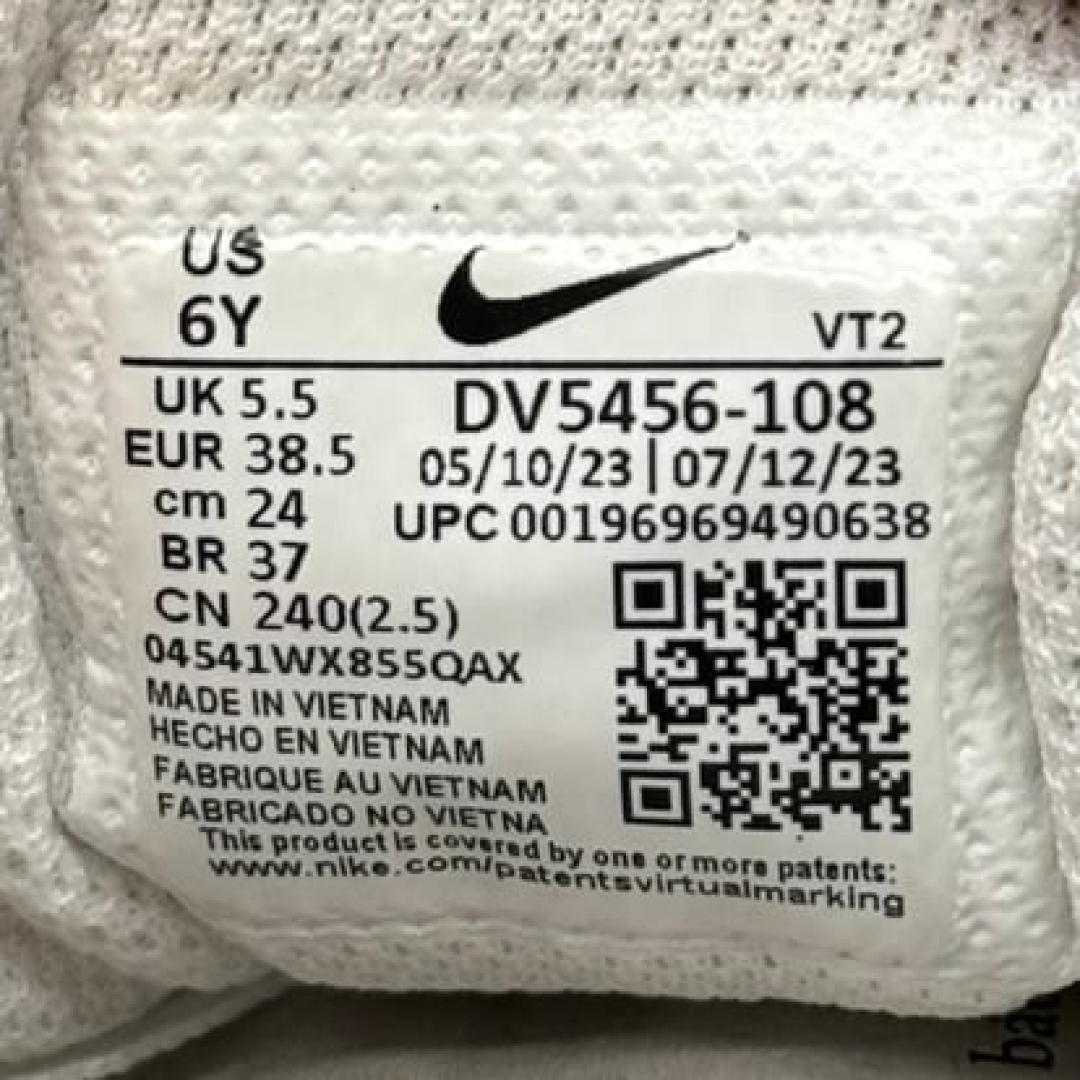 US
6Y
VT2
UK 5.5
EUR 38.5
cm 24
BR 37
CN 240(2.5)
DV5456-108
05/10/23|07/12/23
UPC 00196969490638
04541WX855QAX
MADE IN VIETNAM
HECHO EN VIETNAM
FABRIQUE AU VIETNAM
FABRICADO NO VIETNA
This product is covered by one or more patents:
www.nike.com/patentsvirtualmarking